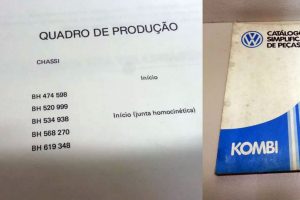 QUADRO DE PRODUÇÃO
CHASSI
Início
BH 474 598
BH 520 999
BH 534 938 Início (junta homocinética)
BH 568 270
BH 619 348
CATÁLOGO
SIMPLIFIC
DE PEÇAS
KOMBI